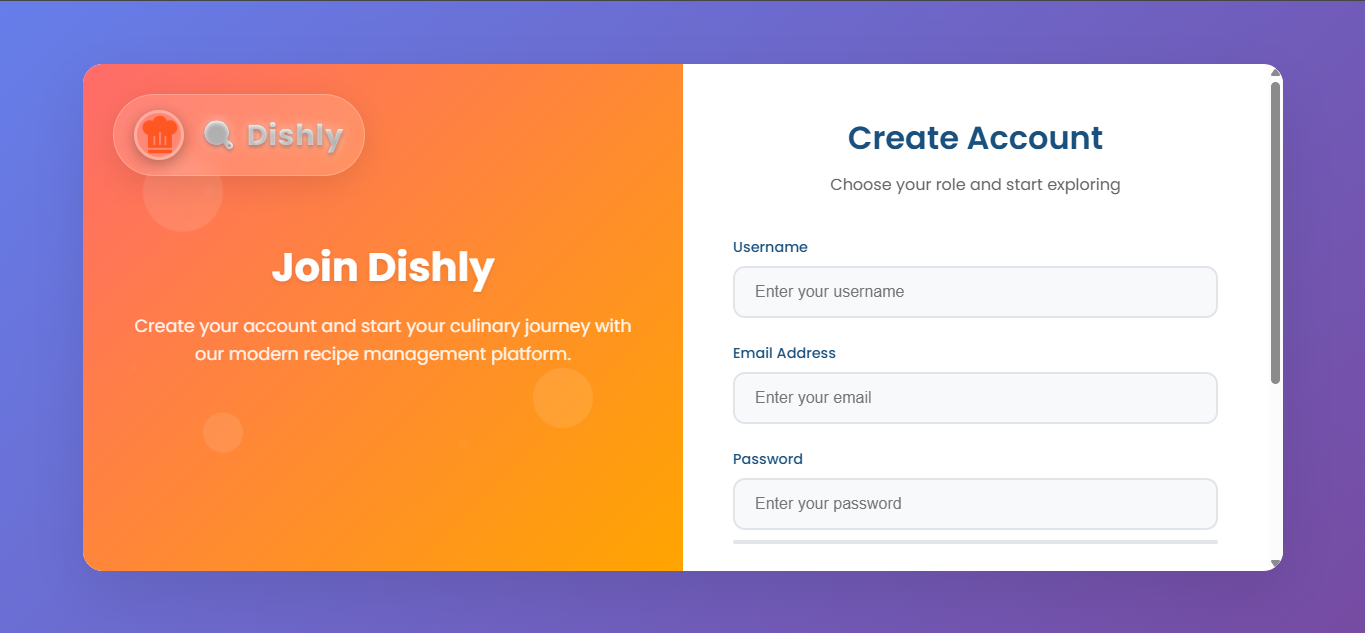 Dishly
Join Dishly
Create your account and start your culinary journey with
our modern recipe management platform.
Create Account
Choose your role and start exploring
Username
Enter your username
Email Address
Enter your email
Password
Enter your password